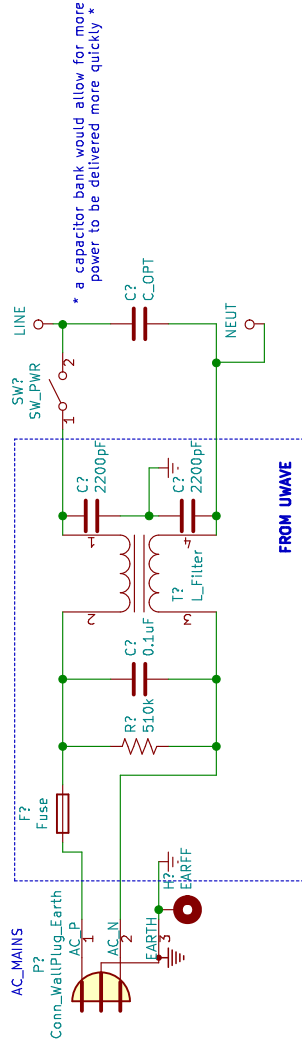 * a capacitor bank would allow for more
power to be delivered more quickly *
LINE
C?
C_OPT
NEUT
SW?
SW_PWR
2
1
C?
2200pF
C?
2200pF
1
4
T?
L_Filter
2
3
FROM UWAVE
C?
0.1uF
R?
510k
F?
Fuse
AC_MAINS
P?
Conn_WallPlug_Earth
AC_P
1
AC_N
2
EARTH
3
H?
EARFF